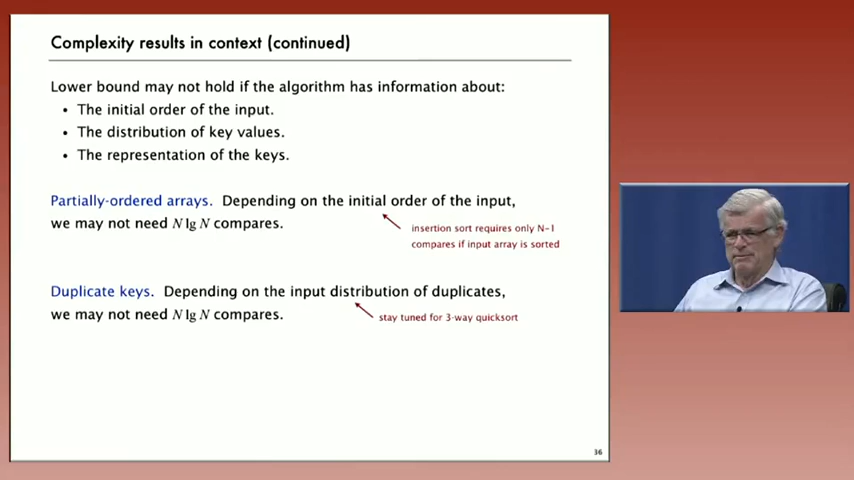 Complexity results in context (continued)
Lower bound may not hold if the algorithm has information about:
• The initial order of the input.
• The distribution of key values.
• The representation of the keys.
Partially-ordered arrays. Depending on the initial order of the input,
we may not need N lg N compares.
insertion sort requires only N-1
compares if input array is sorted
Duplicate keys. Depending on the input distribution of duplicates,
we may not need N lg N compares.
stay tuned for 3-way quicksort
36